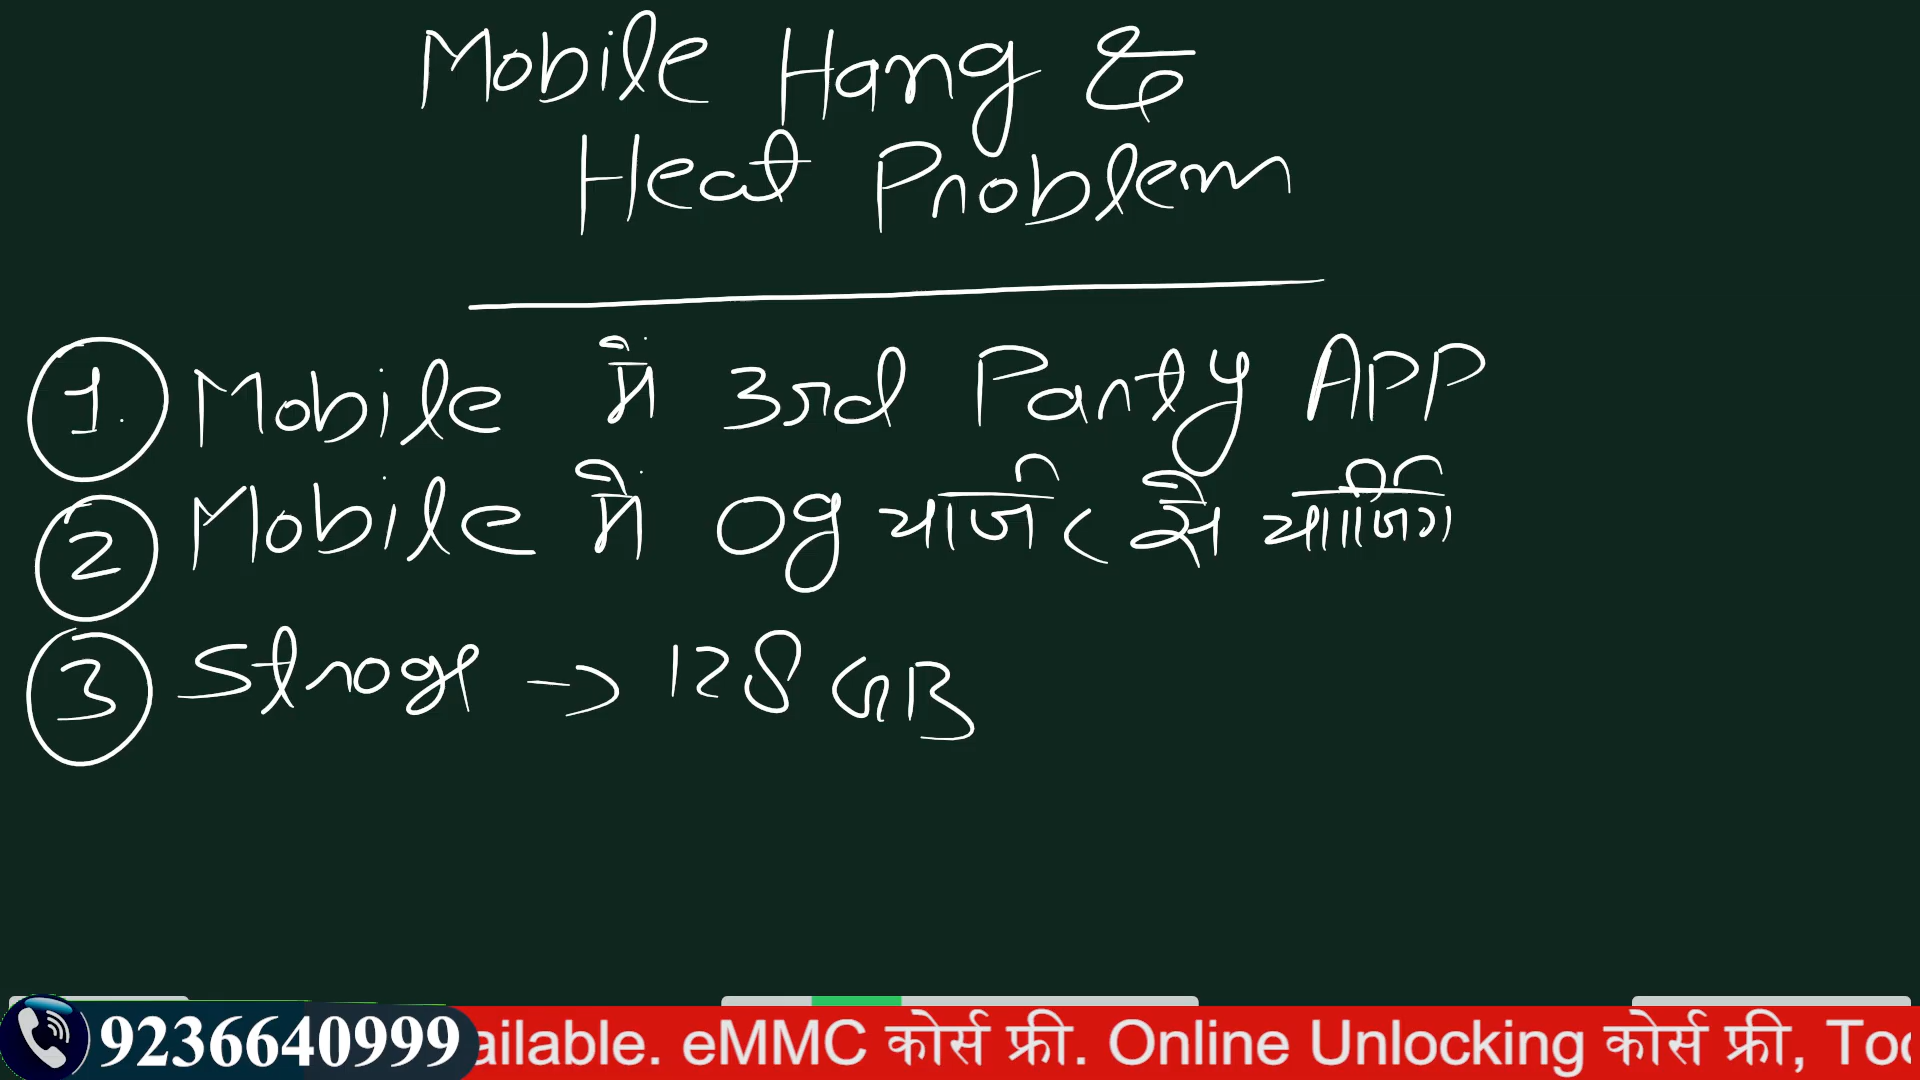 Mobile Hang &
Heat Problem
1. Mobile में 3rd Party APP
2 Mobile में Og चार्जर से चार्जिंग
3 Stroge → 128 GB
9236640999 ailable. eMMC कोर्स फ्री. Online Unlocking कोर्स फ्री, Too